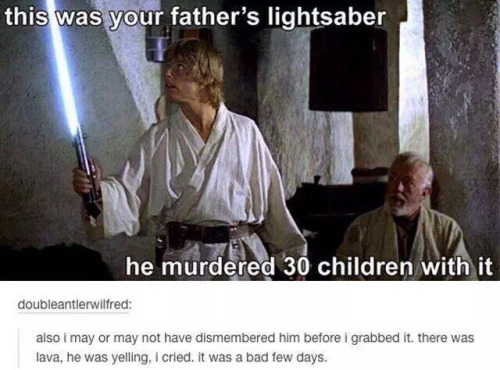 this was your father's lightsaber
he murdered 30 children with it
doubleantlerwilfred:
also i may or may not have dismembered him before i grabbed it. there was
lava, he was yelling, i cried. it was a bad few days.